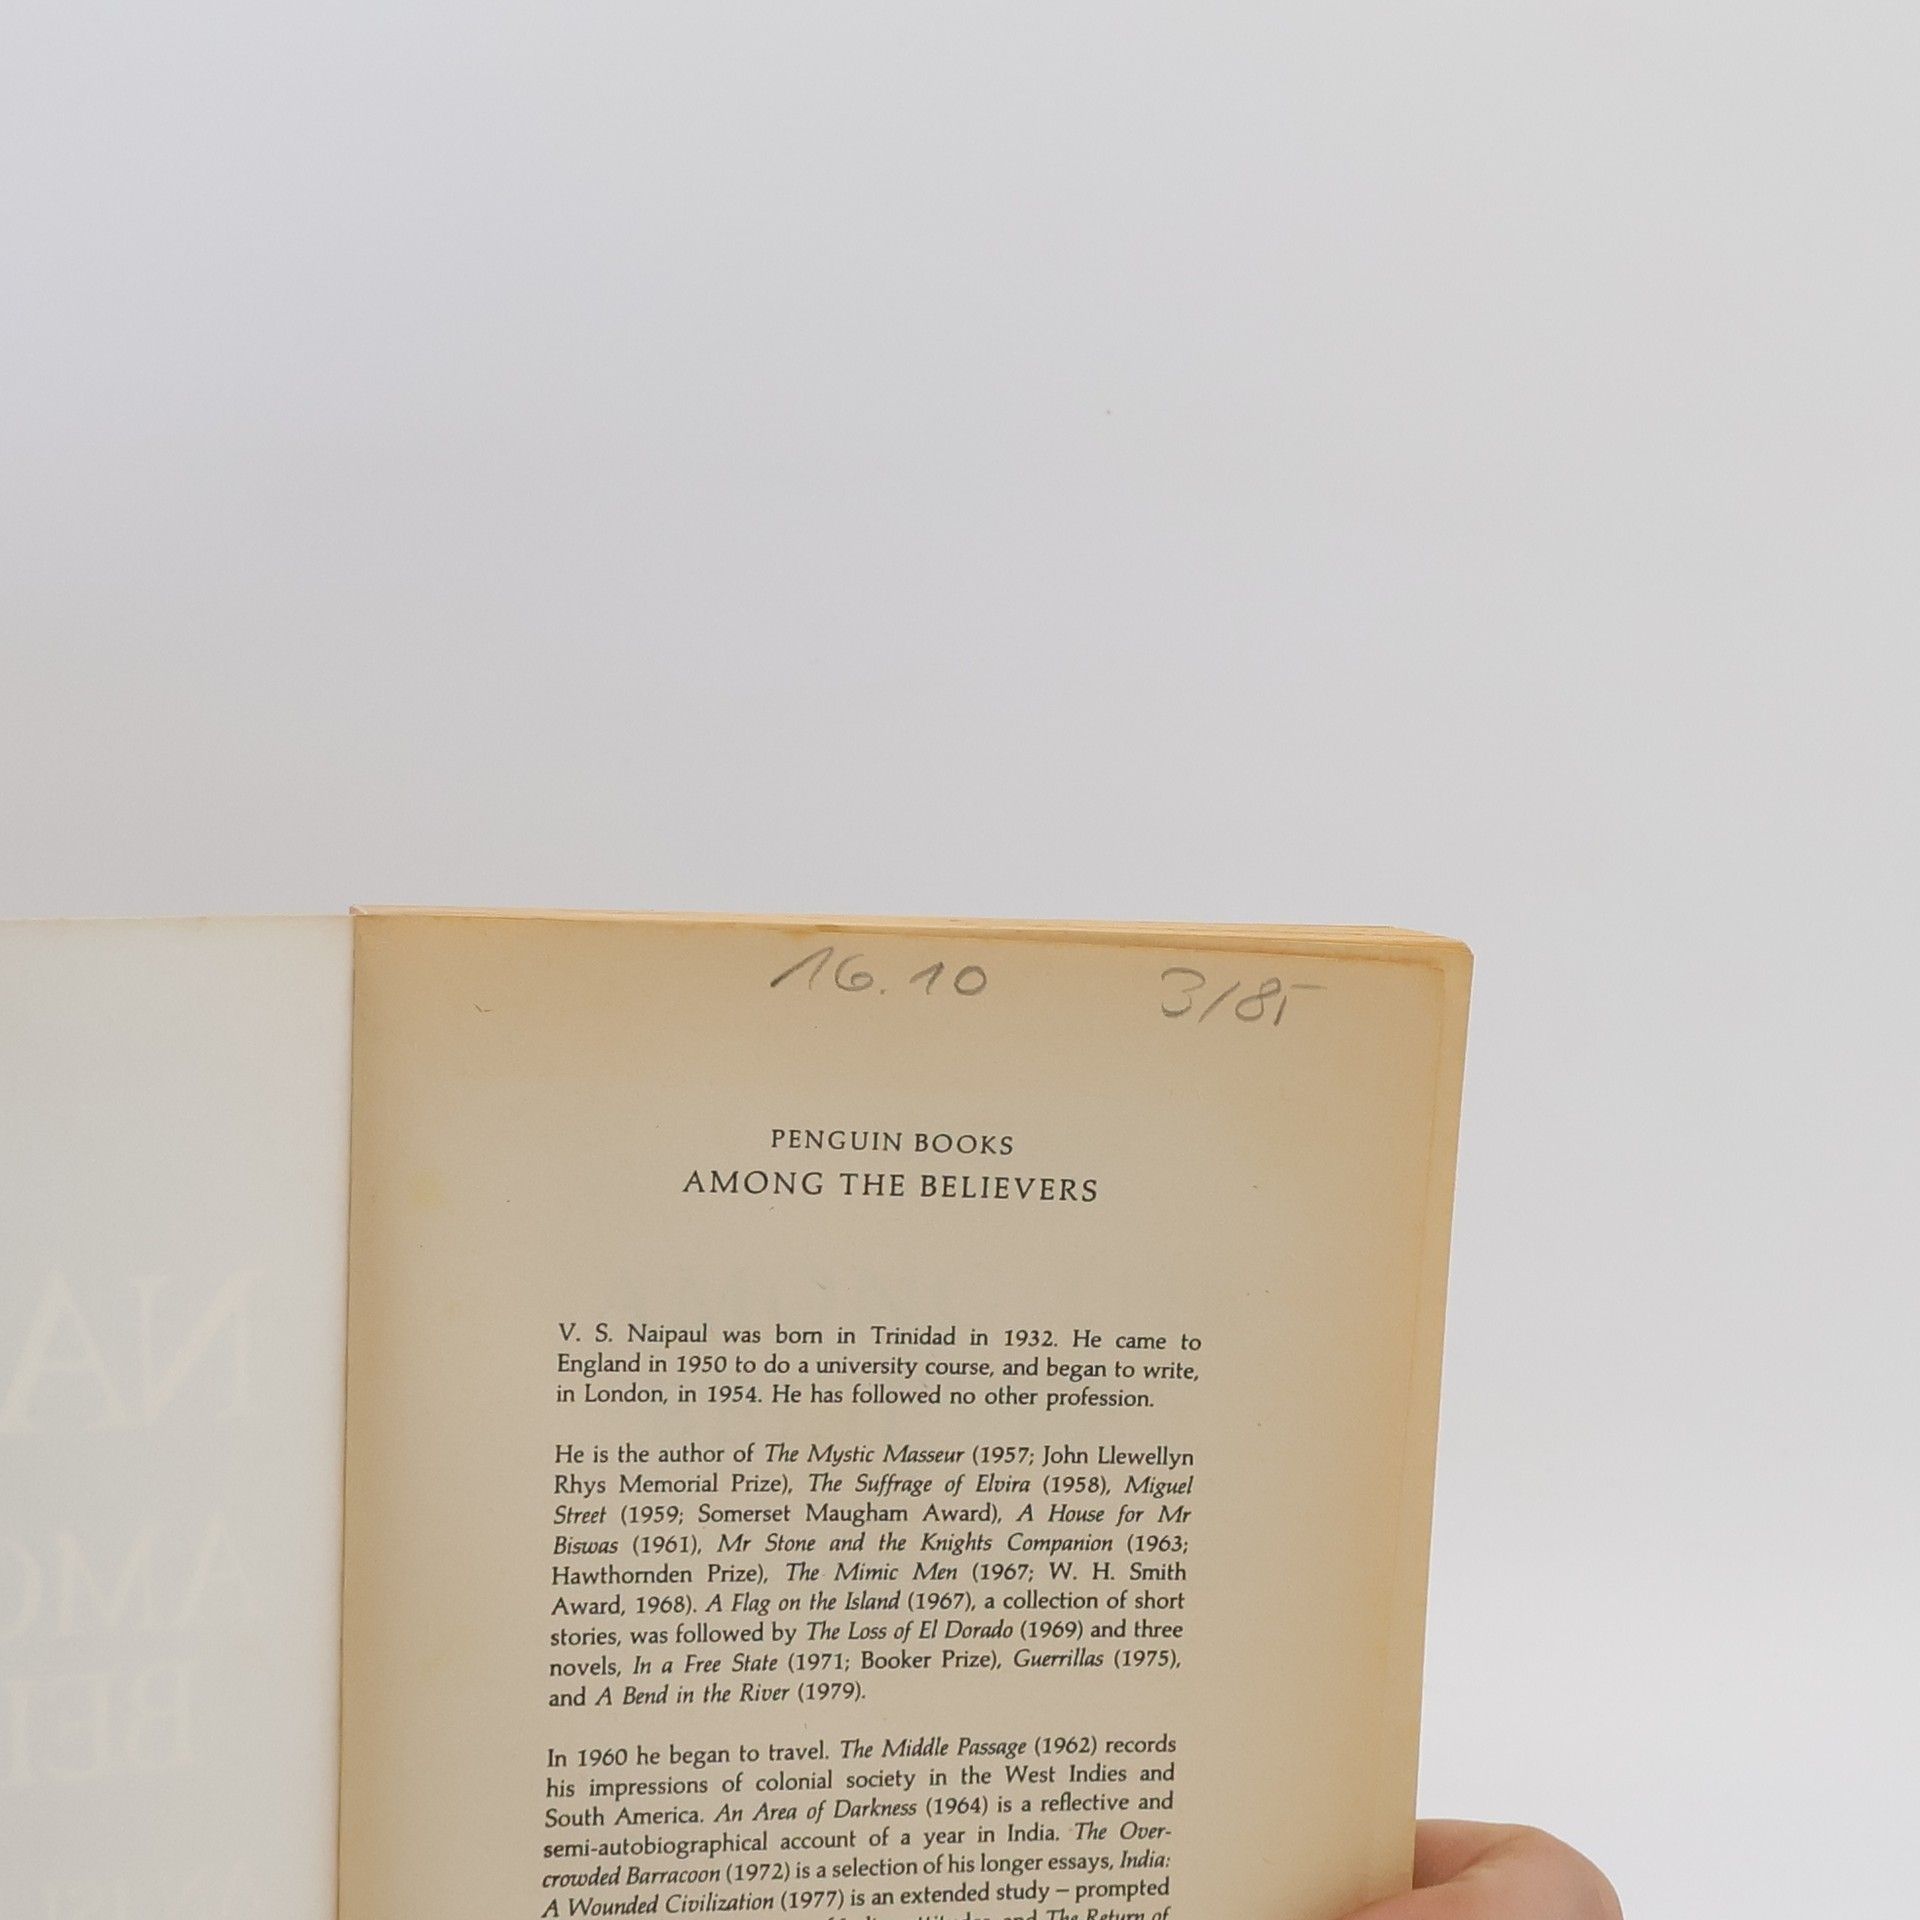 16.10 3/85
PENGUIN BOOKS
AMONG THE BELIEVERS
V. S. Naipaul was born in Trinidad in 1932. He came to
England in 1950 to do a university course, and began to write,
in London, in 1954. He has followed no other profession.
He is the author of The Mystic Masseur (1957; John Llewellyn
Rhys Memorial Prize), The Suffrage of Elvira (1958), Miguel
Street (1959; Somerset Maugham Award), A House for Mr
Biswas (1961), Mr Stone and the Knights Companion (1963;
Hawthornden Prize), The Mimic Men (1967; W. H. Smith
Award, 1968). A Flag on the Island (1967), a collection of short
stories, was followed by The Loss of El Dorado (1969) and three
novels, In a Free State (1971; Booker Prize), Guerrillas (1975),
and A Bend in the River (1979).
In 1960 he began to travel. The Middle Passage (1962) records
his impressions of colonial society in the West Indies and
South America. An Area of Darkness (1964) is a reflective and
semi-autobiographical account of a year in India. The Over-
crowded Barracoon (1972) is a selection of his longer essays, India:
A Wounded Civilization (1977) is an extended study – prompted
and The Return of